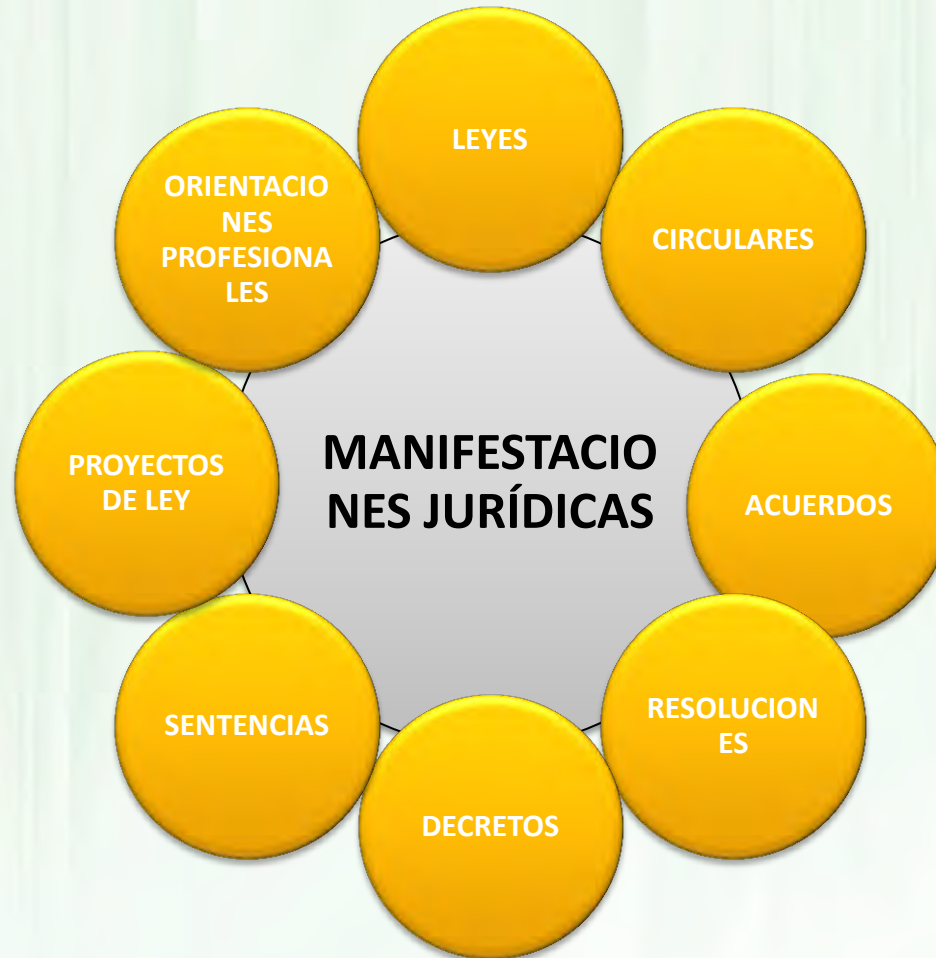 LEYES
CIRCULARES
ACUERDOS
RESOLUCION
ES
DECRETOS
SENTENCIAS
PROYECTOS
DE LEY
ORIENTACIO
NES
PROFESIONA
LES
MANIFESTACIO
NES JURÍDICAS